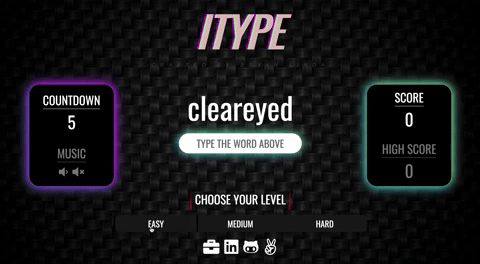 ITYPE
COUNTDOWN
5
MUSIC
cleareyed
TYPE THE WORD ABOVE
SCORE
0
HIGH SCORE
0
CHOOSE YOUR LEVEL
EASY
MEDIUM
HARD
in